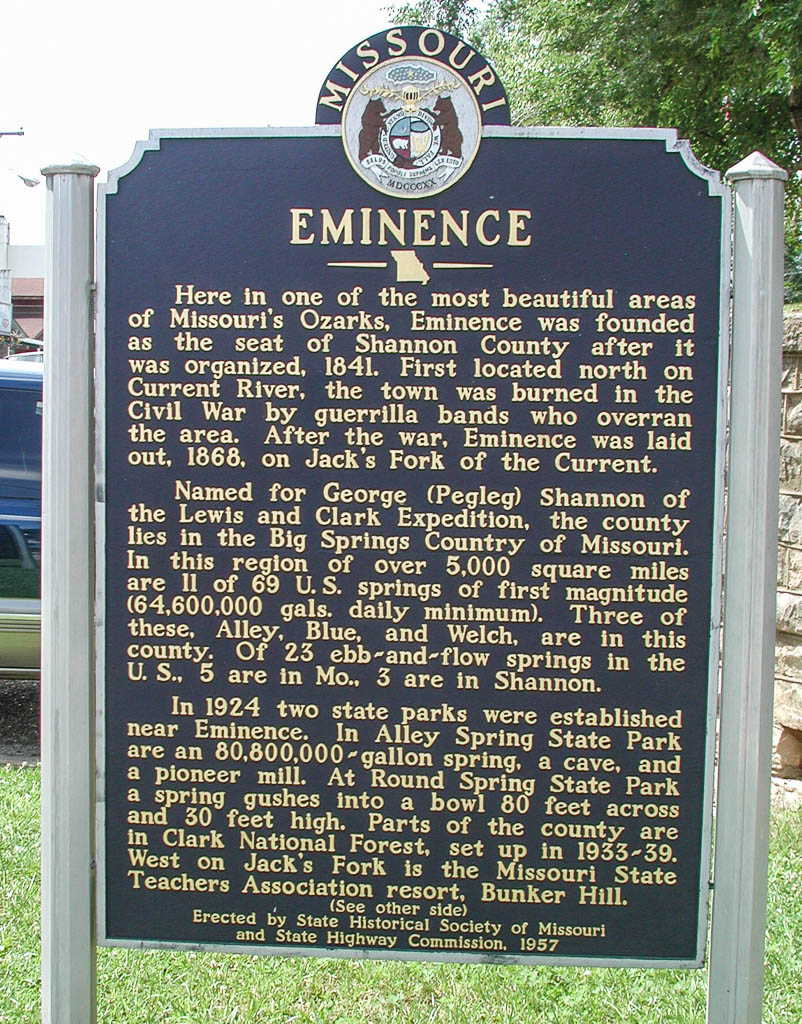 MISSOURI
UNITED WE STAND DIVIDED WE FALL
SALUS POPULI SUPREMA LEX ESTO
MDCCCXX
EMINENCE
Here in one of the most beautiful areas
of Missouri's Ozarks, Eminence was founded
as the seat of Shannon County after it
was organized, 1841. First located north on
Current River, the town was burned in the
Civil War by guerrilla bands who overran
the area. After the war, Eminence was laid
out, 1868, on Jack's Fork of the Current.
Named for George (Pegleg) Shannon of
the Lewis and Clark Expedition, the county
lies in the Big Springs Country of Missouri.
In this region of over 5,000 square miles
are 11 of 69 U.S. springs of first magnitude
(64,600,000 gals. daily minimum). Three of
these, Alley, Blue, and Welch, are in this
county. Of 23 ebb-and-flow springs in the
U.S., 5 are in Mo., 3 are in Shannon.
In 1924 two state parks were established
near Eminence. In Alley Spring State Park
are an 80,800,000-gallon spring, a cave, and
a pioneer mill. At Round Spring State Park
a spring gushes into a bowl 80 feet across
and 30 feet high. Parts of the county are
in Clark National Forest, set up in 1933-39.
West on Jack's Fork is the Missouri State
Teachers Association resort, Bunker Hill.
(See other side)
Erected by State Historical Society of Missouri
and State Highway Commission, 1957